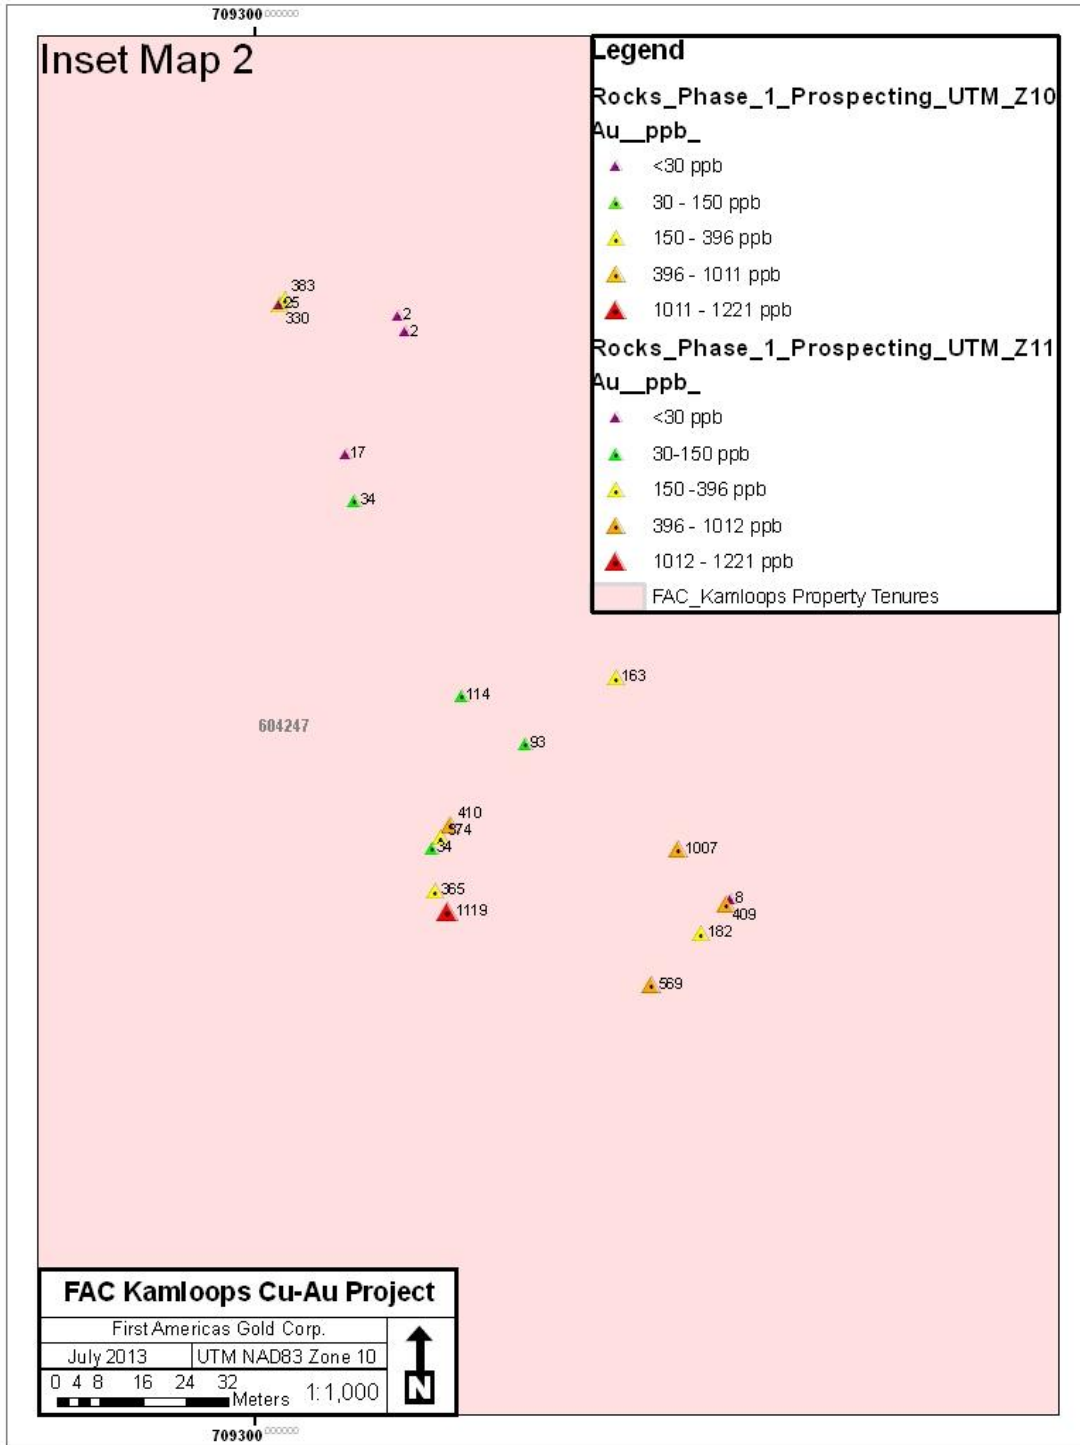 709300000000
Inset Map 2
Legend
Rocks_Phase_1_Prospecting_UTM_Z10
Au__ppb_
<30 ppb
30 - 150 ppb
150 - 396 ppb
396 - 1011 ppb
1011 - 1221 ppb
Rocks_Phase_1_Prospecting_UTM_Z11
Au__ppb_
<30 ppb
30-150 ppb
150 -396 ppb
396 - 1012 ppb
1012 - 1221 ppb
FAC_Kamloops Property Tenures
383
25
330
2
2
17
34
163
114
604247
93
410
34
1007
365
8
1119
409
182
569
FAC Kamloops Cu-Au Project
First Americas Gold Corp.
July 2013 UTM NAD83 Zone 10
0 4 8 16 24 32
Meters 1:1,000
N
709300000000